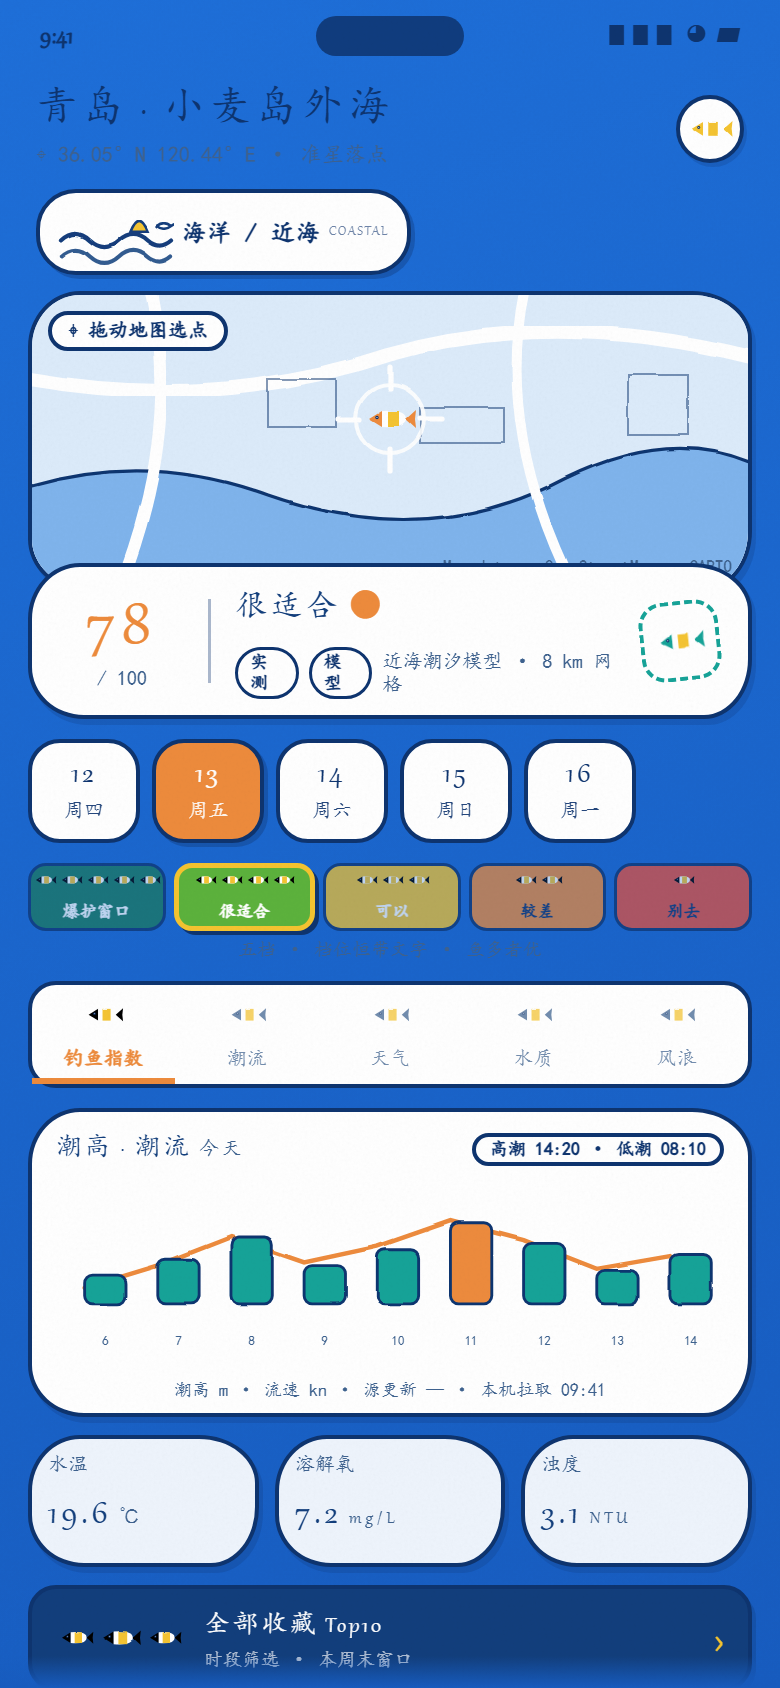 9:41
青岛 · 小麦岛外海
36.05° N 120.44° E •
海洋 / 近海 COASTAL
拖动地图选点
78
/ 100
很适合
实测
模型
近海潮汐模型 • 8 km 网格
12 周四
13 周五
14 周六
15 周日
16 周一
爆护窗口
很适合
可以
较差
别去
钓鱼指数
潮流
天气
水质
风浪
潮高 · 潮流 今天
高潮 14:20 • 低潮 08:10
6 7 8 9 10 11 12 13 14
潮高 m • 流速 kn • 源更新 — • 本机拉取 09:41
水温
19.6 °C
溶解氧
7.2 mg/L
浊度
3.1 NTU
全部收藏 Top10
时段筛选 • 本周末窗口
›